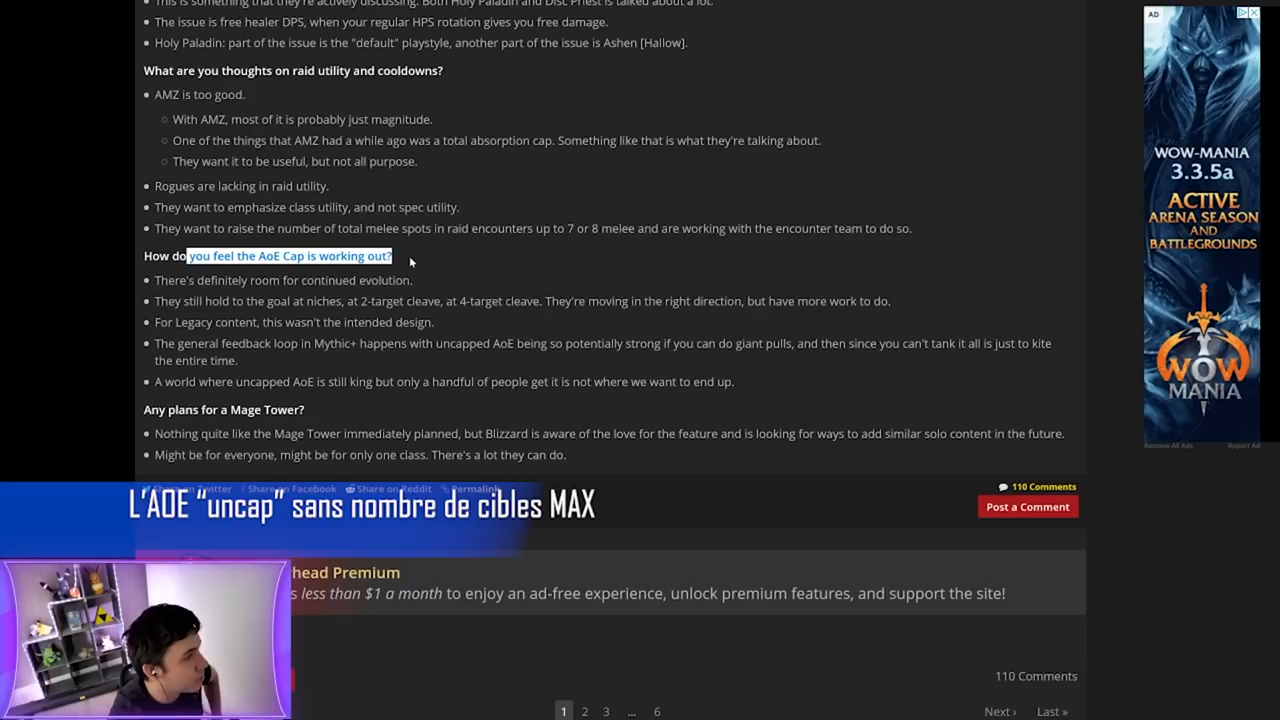 This is something that they're actively discussing. Both Holy Paladin and Disc Priest is talked about a lot.
The issue is free healer DPS, when your regular HPS rotation gives you free damage.
Holy Paladin: part of the issue is the "default" playstyle, another part of the issue is Ashen [Hallow].
What are you thoughts on raid utility and cooldowns?
AMZ is too good.
With AMZ, most of it is probably just magnitude.
One of the things that AMZ had a while ago was a total absorption cap. Something like that is what they're talking about.
They want it to be useful, but not all purpose.
Rogues are lacking in raid utility.
They want to emphasize class utility, and not spec utility.
They want to raise the number of total melee spots in raid encounters up to 7 or 8 melee and are working with the encounter team to do so.
How do you feel the AoE Cap is working out?
There's definitely room for continued evolution.
They still hold to the goal at niches, at 2-target cleave, at 4-target cleave. They're moving in the right direction, but have more work to do.
For Legacy content, this wasn't the intended design.
The general feedback loop in Mythic+ happens with uncapped AoE being so potentially strong if you can do giant pulls, and then since you can't tank it all is just to kite
the entire time.
A world where uncapped AoE is still king but only a handful of people get it is not where we want to end up.
Any plans for a Mage Tower?
Nothing quite like the Mage Tower immediately planned, but Blizzard is aware of the love for the feature and is looking for ways to add similar solo content in the future.
Might be for everyone, might be for only one class. There's a lot they can do.
Share on Twitter Share on Facebook Share on Reddit Permalink
110 Comments
Post a Comment
L'AOE "uncap" sans nombre de cibles MAX
head Premium
s less than $1 a month to enjoy an ad-free experience, unlock premium features, and support the site!
110 Comments
1 2 3 ... 6 Next › Last »
AD
WOW-MANIA
3.3.5a
ACTIVE
ARENA SEASON
AND
BATTLEGROUNDS
WOW
MANIA
Remove All Ads Report Ad